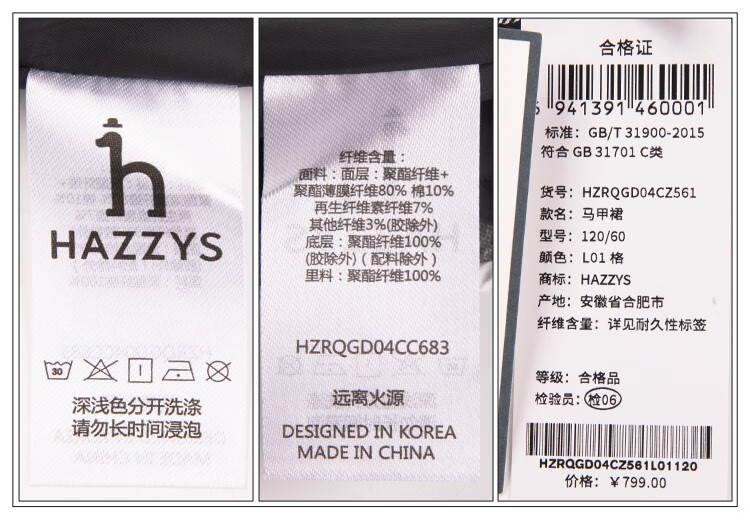 HAZZYS
30
深浅色分开洗涤
请勿长时间浸泡
纤维含量：
面料：面层：聚酯纤维+
聚酯薄膜纤维80% 棉10%
再生纤维素纤维7%
其他纤维3%(胶除外)
底层：聚酯纤维100%
(胶除外)（配料除外）
里料：聚酯纤维100%
HZRQGD04CC683
远离火源
DESIGNED IN KOREA
MADE IN CHINA
合格证
6 941391 460001
标准：GB/T 31900-2015
符合 GB 31701 C类
货号：HZRQGD04CZ561
款名：马甲裙
型号：120/60
颜色：L01 格
商标：HAZZYS
产地：安徽省合肥市
纤维含量：详见耐久性标签
等级：合格品
检验员：检06
HZRQGD04CZ561L01120
价格：￥799.00